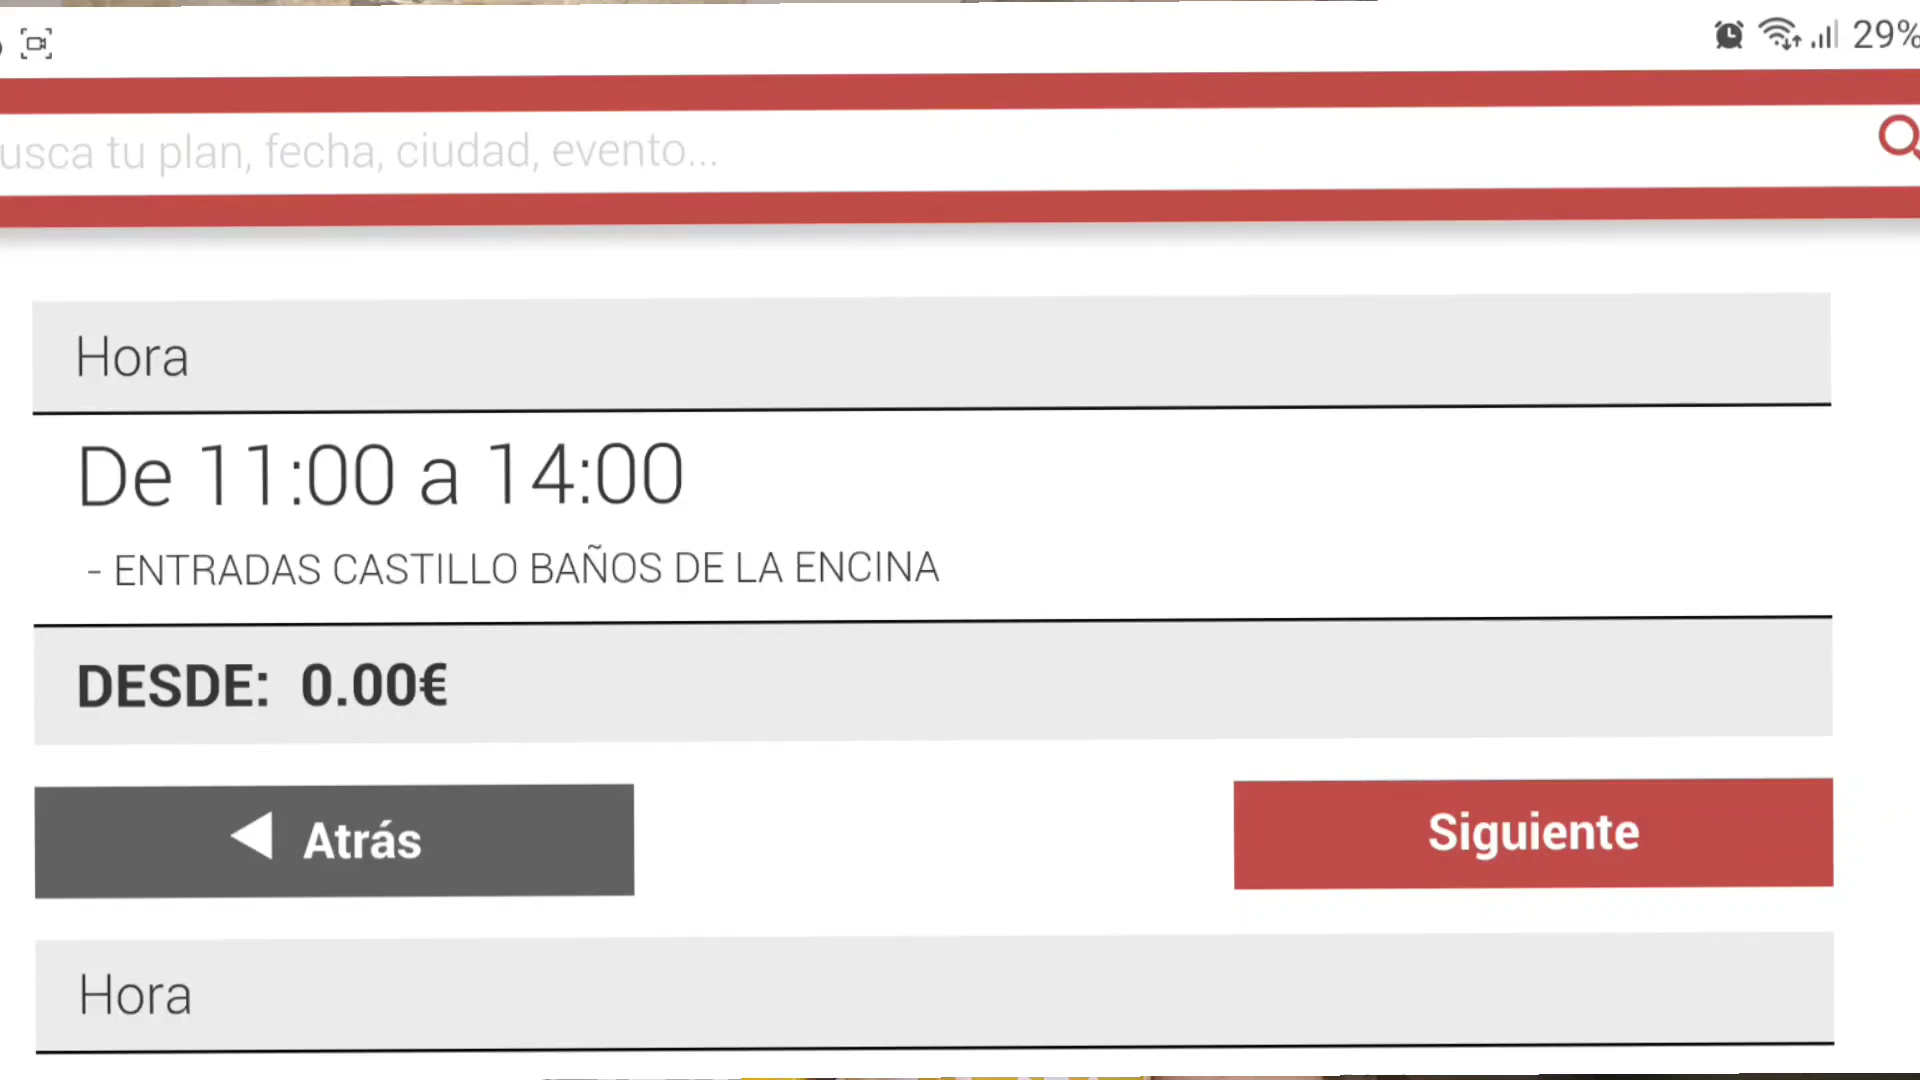 29%
usca tu plan, fecha, ciudad, evento...
Hora
De 11:00 a 14:00
- ENTRADAS CASTILLO BAÑOS DE LA ENCINA
DESDE: 0.00€
Atrás
Siguiente
Hora